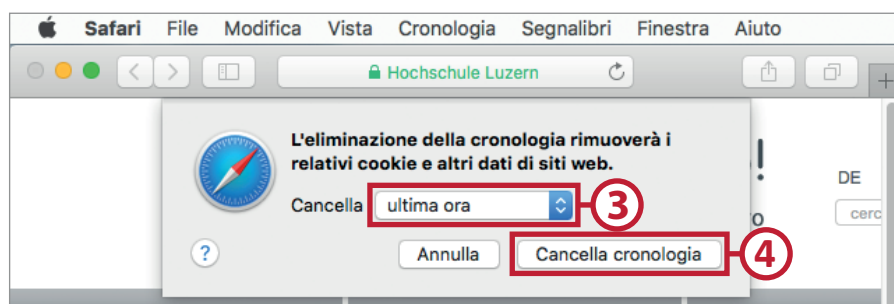 Safari File Modifica Vista Cronologia Segnalibri Finestra Aiuto
Hochschule Luzern
L'eliminazione della cronologia rimuoverà i
relativi cookie e altri dati di siti web.
!
DE
Cancella ultima ora 3
o
cerc
? Annulla Cancella cronologia 4